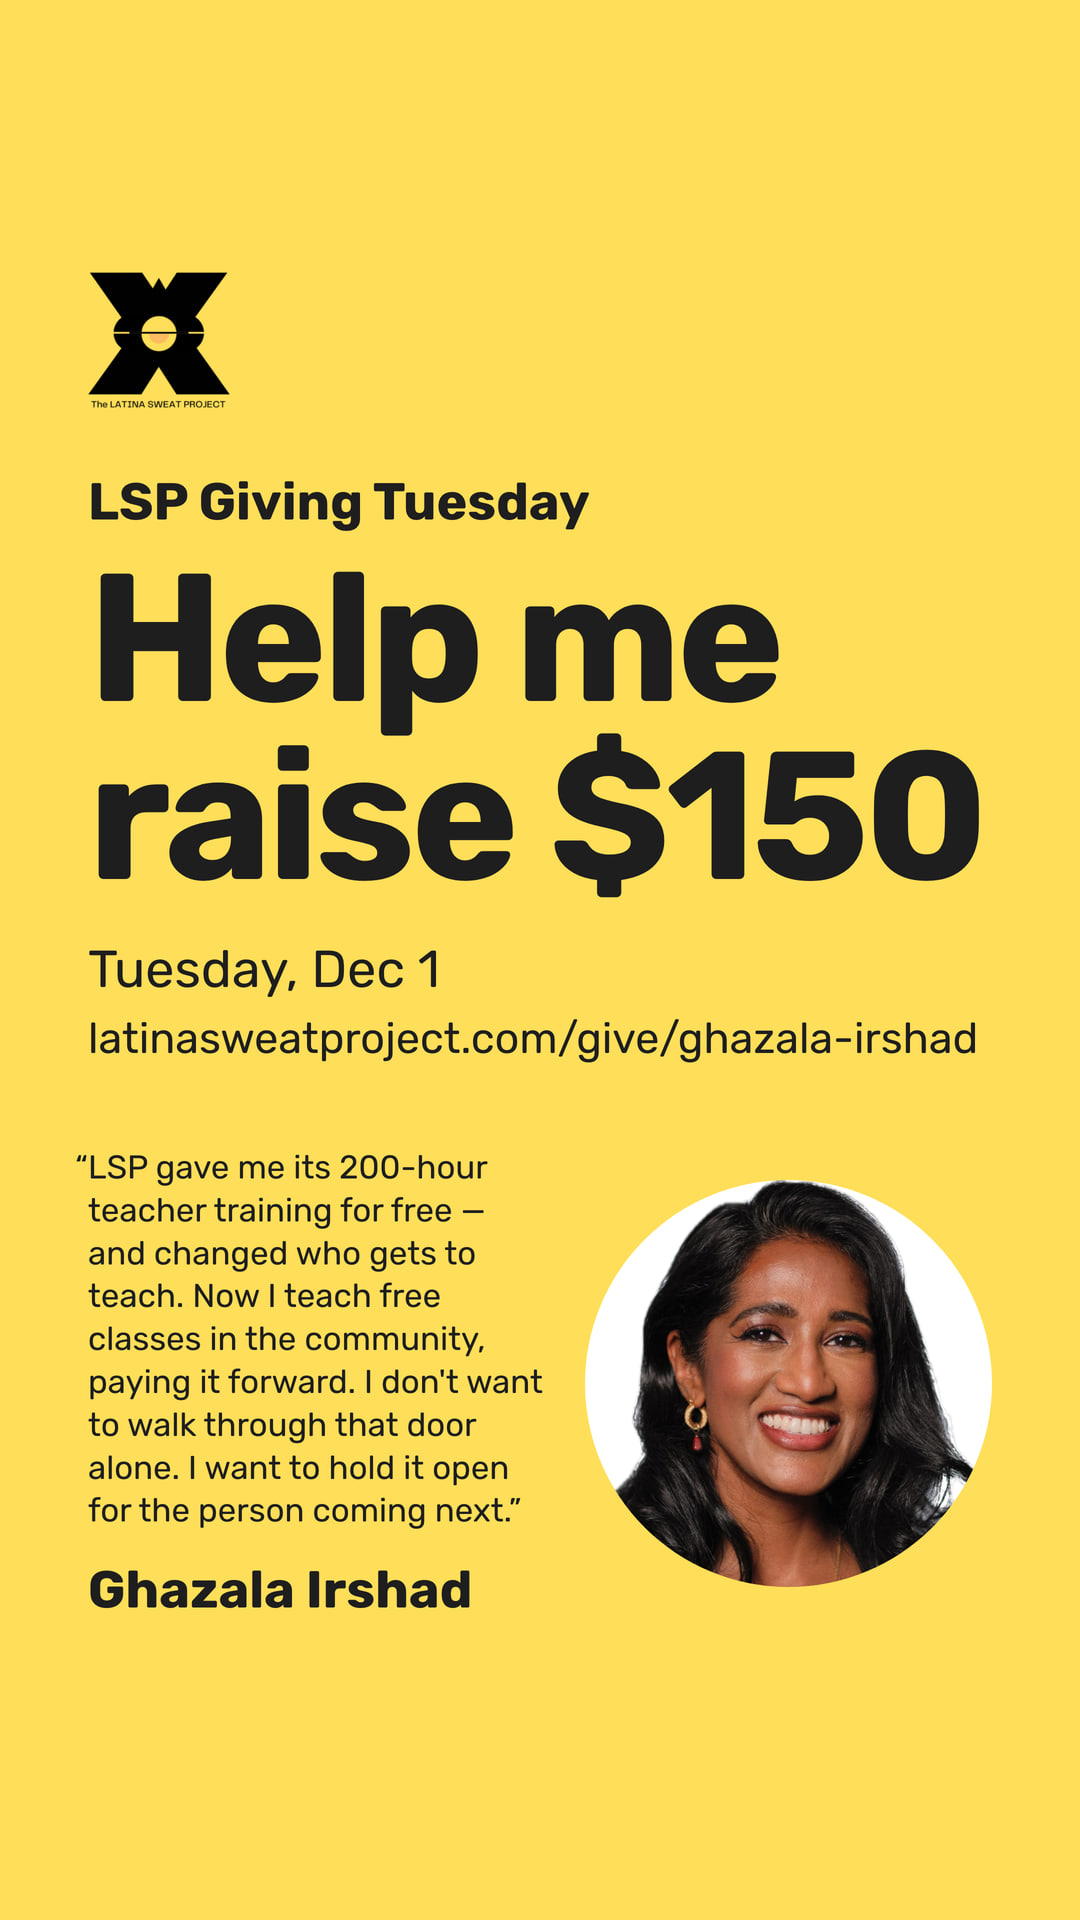 The LATINA SWEAT PROJECT
LSP Giving Tuesday
Help me
raise $150
Tuesday, Dec 1
latinasweatproject.com/give/ghazala-irshad
“LSP gave me its 200-hour
teacher training for free —
and changed who gets to
teach. Now I teach free
classes in the community,
paying it forward. I don't want
to walk through that door
alone. I want to hold it open
for the person coming next.”
Ghazala Irshad